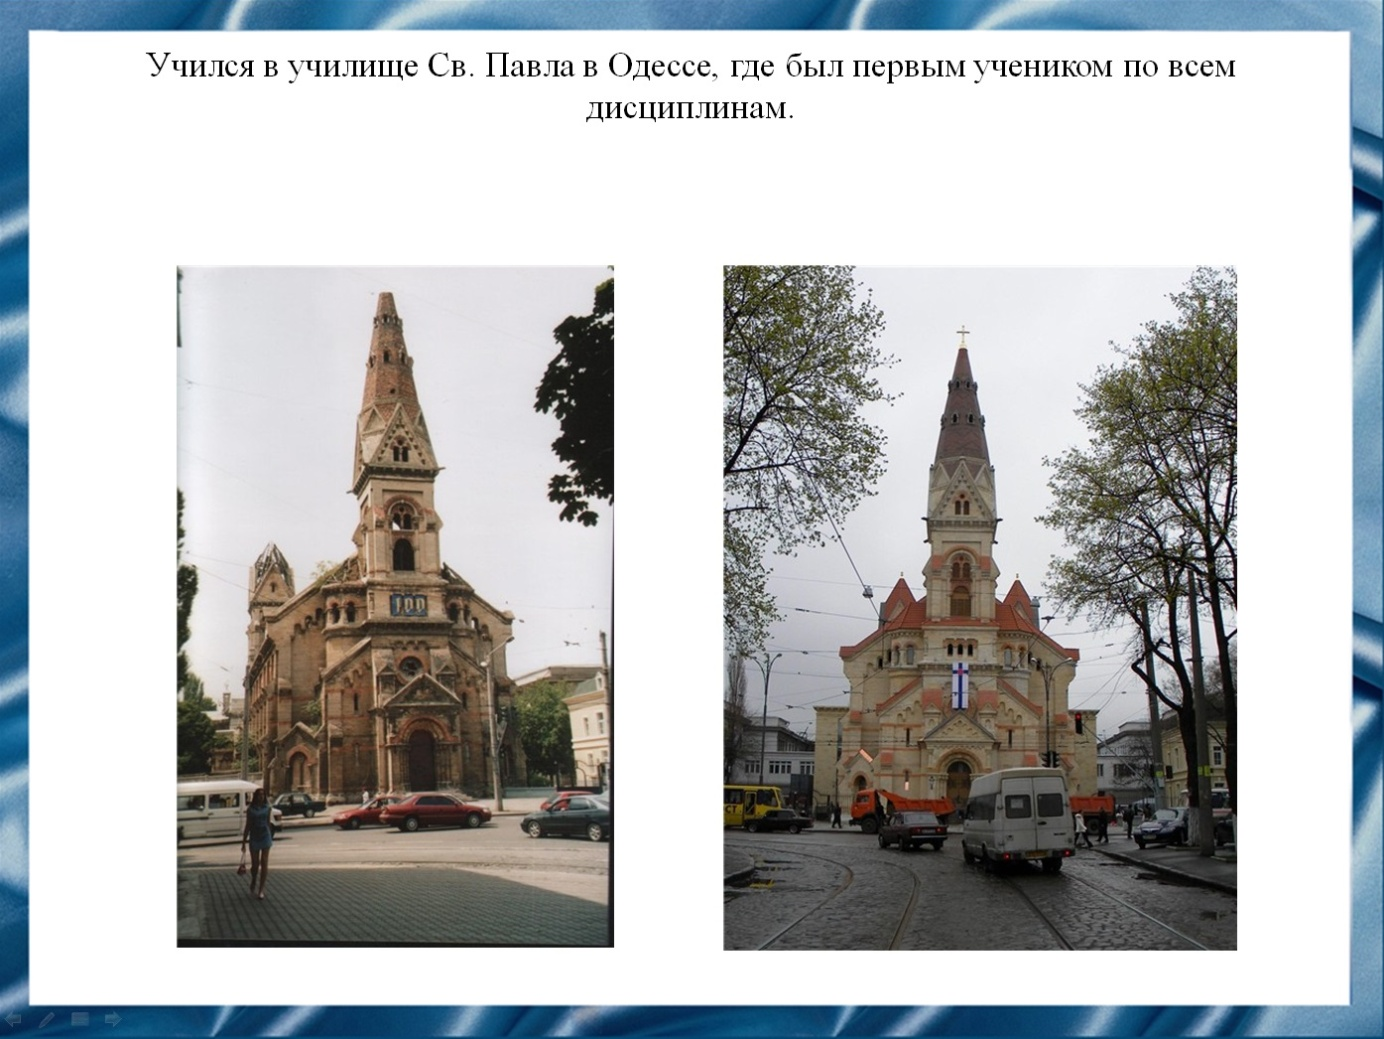 Учился в училище Св. Павла в Одессе, где был первым учеником по всем
дисциплинам.